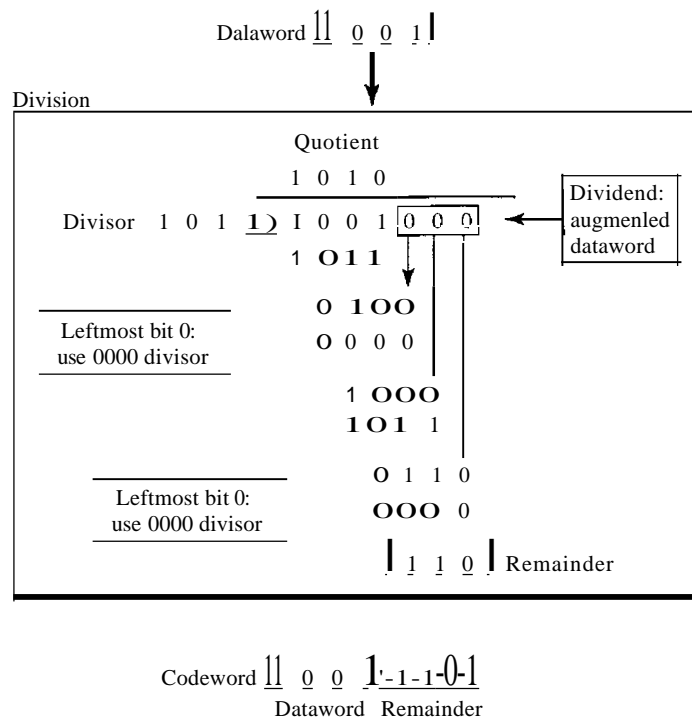 Dalaword 11 0 0 1|
Division
Quotient
1 0 1 0
Divisor 1 0 1 1) I 0 0 1 0 0 0
Dividend:
augmenled
dataword
1 0 1 1
0 1 0 0
Leftmost bit 0:
use 0000 divisor
0 0 0 0
1 0 0 0
1 0 1 1
0 1 1 0
Leftmost bit 0:
use 0000 divisor
0 0 0 0
|1 1 0| Remainder
Codeword 11 0 0 1'-1-1-0-1
Dataword Remainder